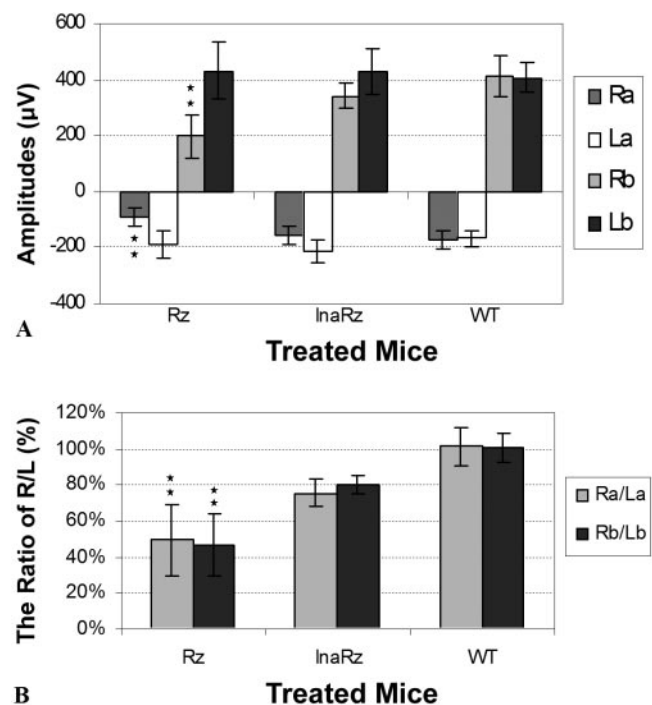 600
400
200
0
-200
-400
Amplitudes (µV)
Rz InaRz WT
Treated Mice
A
Ra
La
Rb
Lb
120%
100%
80%
60%
40%
20%
0%
The Ratio of R/L (%)
Rz InaRz WT
Treated Mice
B
Ra/La
Rb/Lb